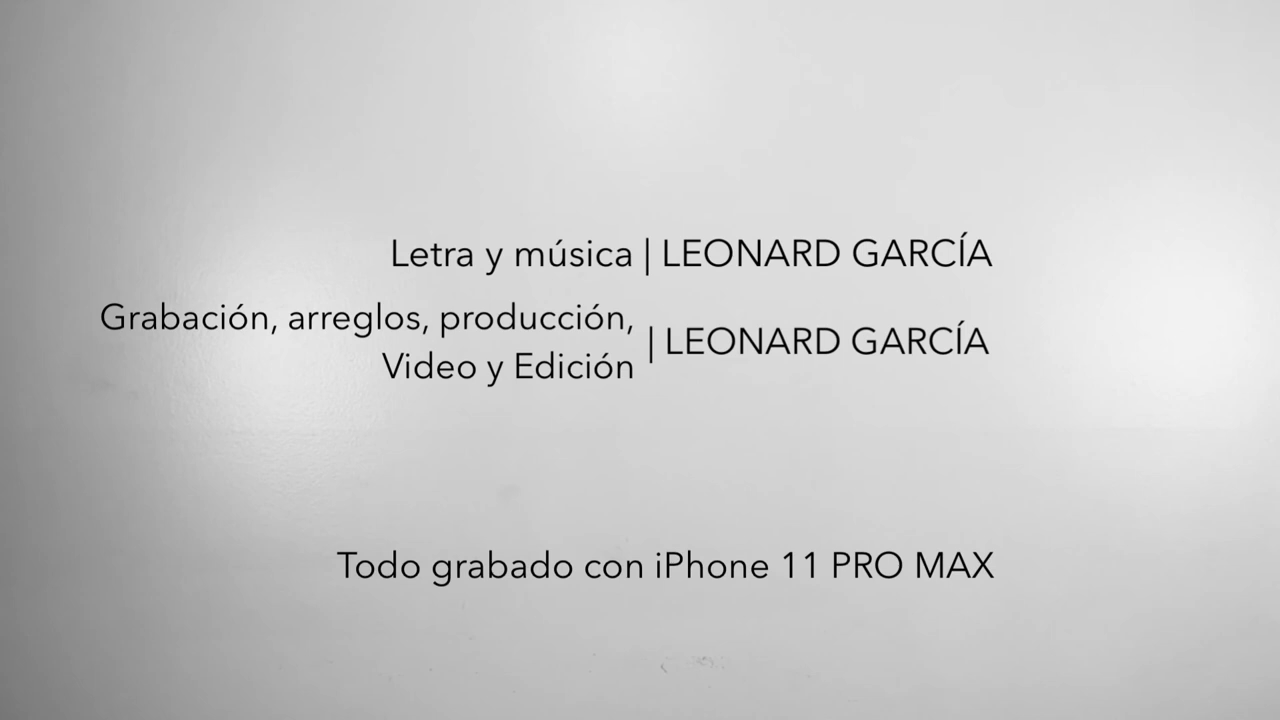 Letra y música | LEONARD GARCÍA
Grabación, arreglos, producción,
Video y Edición | LEONARD GARCÍA
Todo grabado con iPhone 11 PRO MAX